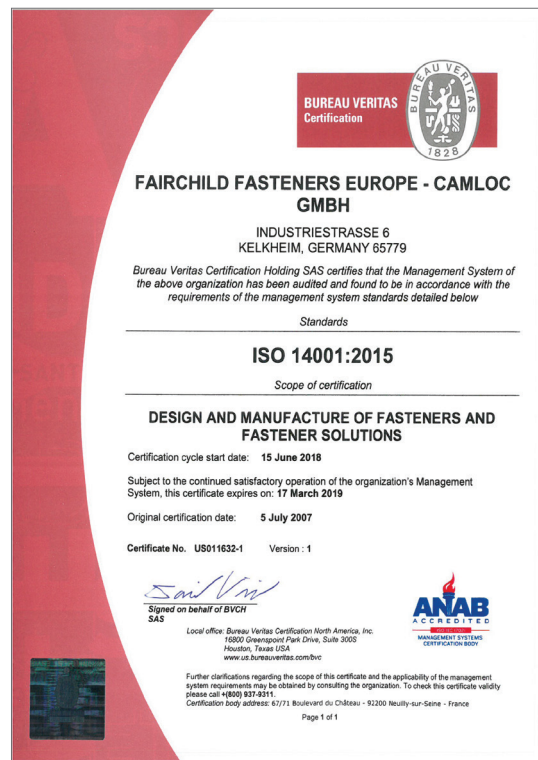 BUREAU VERITAS
Certification
BUREAU VERITAS
1828
FAIRCHILD FASTENERS EUROPE - CAMLOC
GMBH
INDUSTRIESTRASSE 6
KELKHEIM, GERMANY 65779
Bureau Veritas Certification Holding SAS certifies that the Management System of
the above organization has been audited and found to be in accordance with the
requirements of the management system standards detailed below
Standards
ISO 14001:2015
Scope of certification
DESIGN AND MANUFACTURE OF FASTENERS AND
FASTENER SOLUTIONS
Certification cycle start date: 15 June 2018
Subject to the continued satisfactory operation of the organization's Management
System, this certificate expires on: 17 March 2019
Original certification date: 5 July 2007
Certificate No. US011632-1 Version : 1
Signed on behalf of BVCH
SAS
ANAB
ACCREDITED
MANAGEMENT SYSTEMS
CERTIFICATION BODY
Local office: Bureau Veritas Certification North America, Inc.
16800 Greenspoint Park Drive, Suite 300S
Houston, Texas USA
www.us.bureauveritas.com/bvc
Further clarifications regarding the scope of this certificate and the applicability of the management
system requirements may be obtained by consulting the organization. To check this certificate validity
please call +(800) 937-9311.
Certification body address: 67/71 Boulevard du Château - 92200 Neuilly-sur-Seine - France
Page 1 of 1